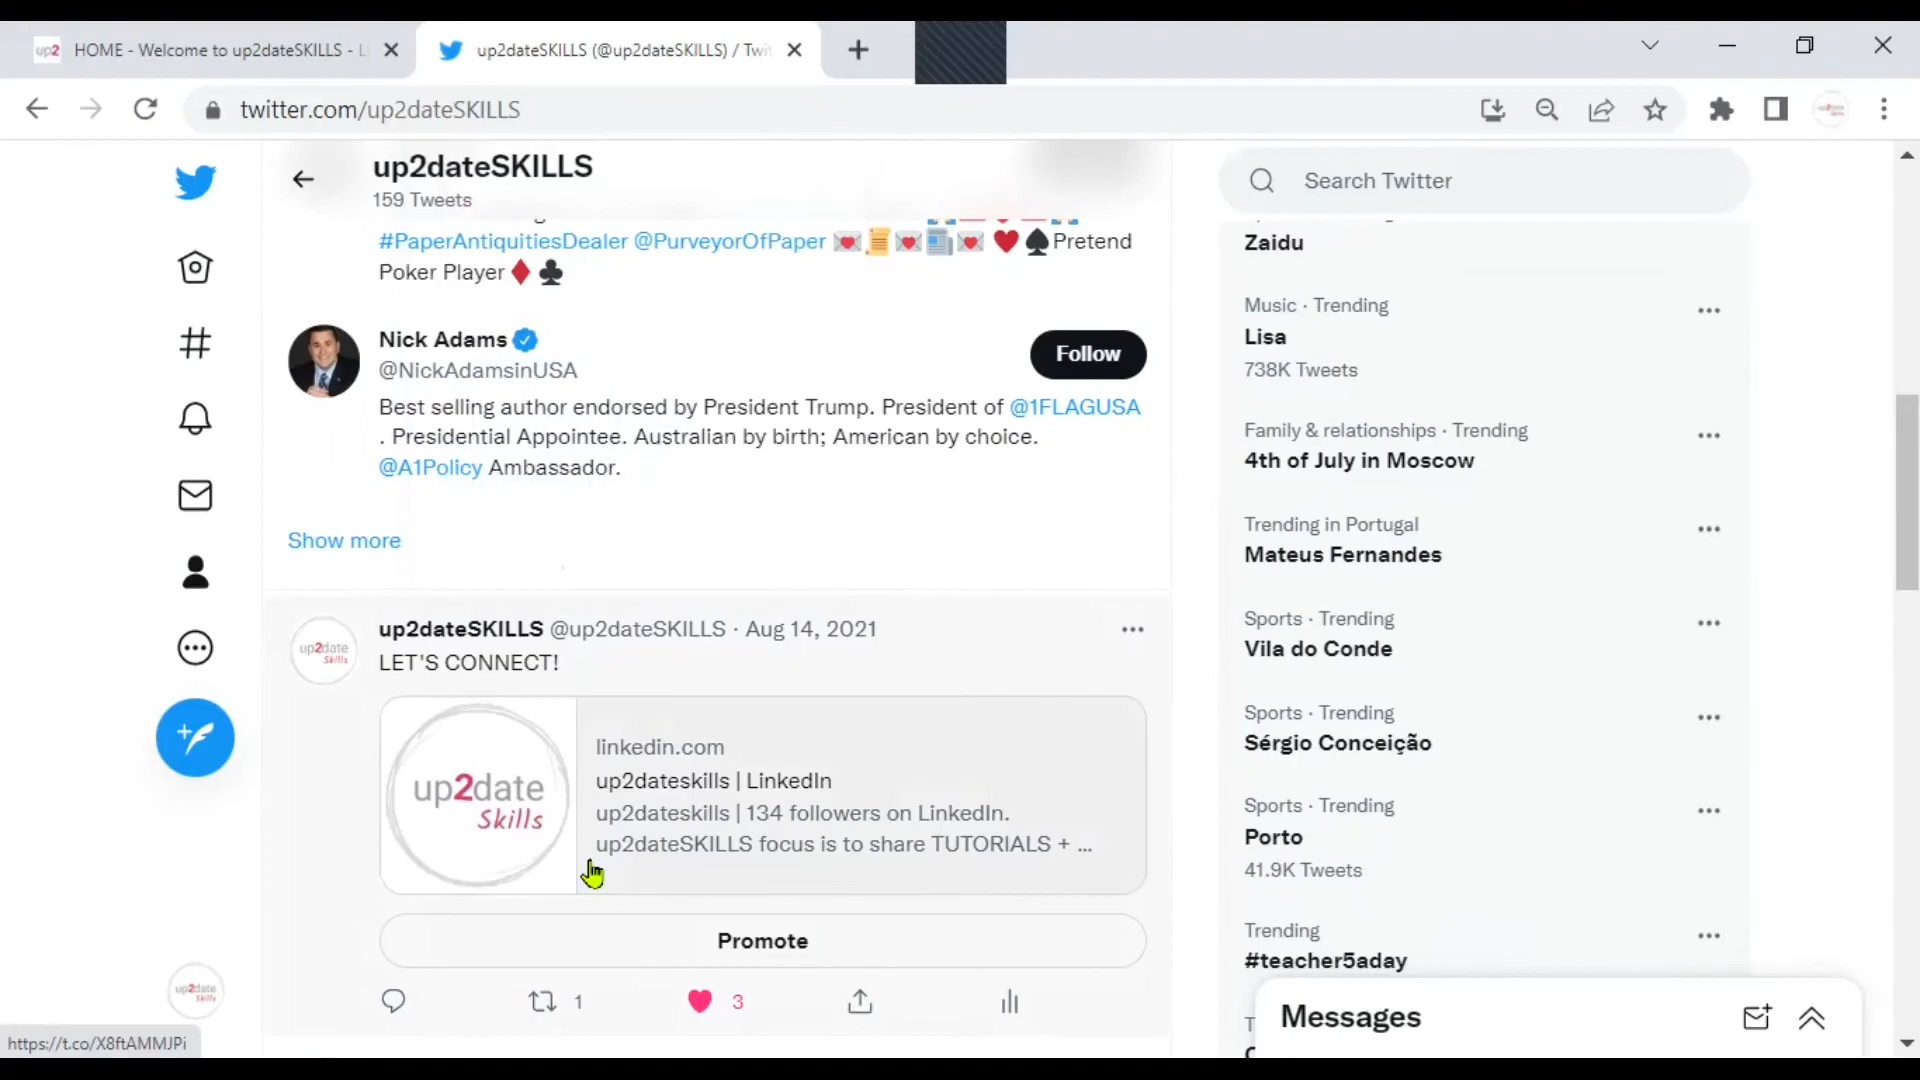 up2
HOME - Welcome to up2dateSKILLS - L
up2dateSKILLS (@up2dateSKILLS) / Twit
twitter.com/up2dateSKILLS
up2dateSKILLS
159 Tweets
#PaperAntiquitiesDealer @PurveyorOfPaper 💌📜💌📰💌 ♥️♠️Pretend
Poker Player♦️♣️
Nick Adams
@NickAdamsinUSA
Follow
Best selling author endorsed by President Trump. President of @1FLAGUSA
. Presidential Appointee. Australian by birth; American by choice.
@A1Policy Ambassador.
Show more
up2date
Skills
up2dateSKILLS @up2dateSKILLS · Aug 14, 2021
LET'S CONNECT!
up2date
Skills
linkedin.com
up2dateskills | LinkedIn
up2dateskills | 134 followers on LinkedIn.
up2dateSKILLS focus is to share TUTORIALS + ...
Promote
1
3
up2date
Skills
https://t.co/X8ftAMMJPi
Search Twitter
Zaidu
Music · Trending
Lisa
738K Tweets
Family & relationships · Trending
4th of July in Moscow
Trending in Portugal
Mateus Fernandes
Sports · Trending
Vila do Conde
Sports · Trending
Sérgio Conceição
Sports · Trending
Porto
41.9K Tweets
Trending
#teacher5aday
Messages